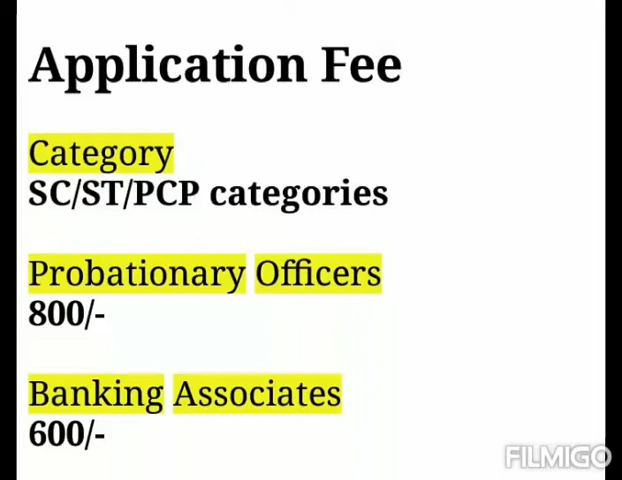 Application Fee
Category
SC/ST/PCP categories
Probationary Officers
800/-
Banking Associates
600/-
FILMIGO